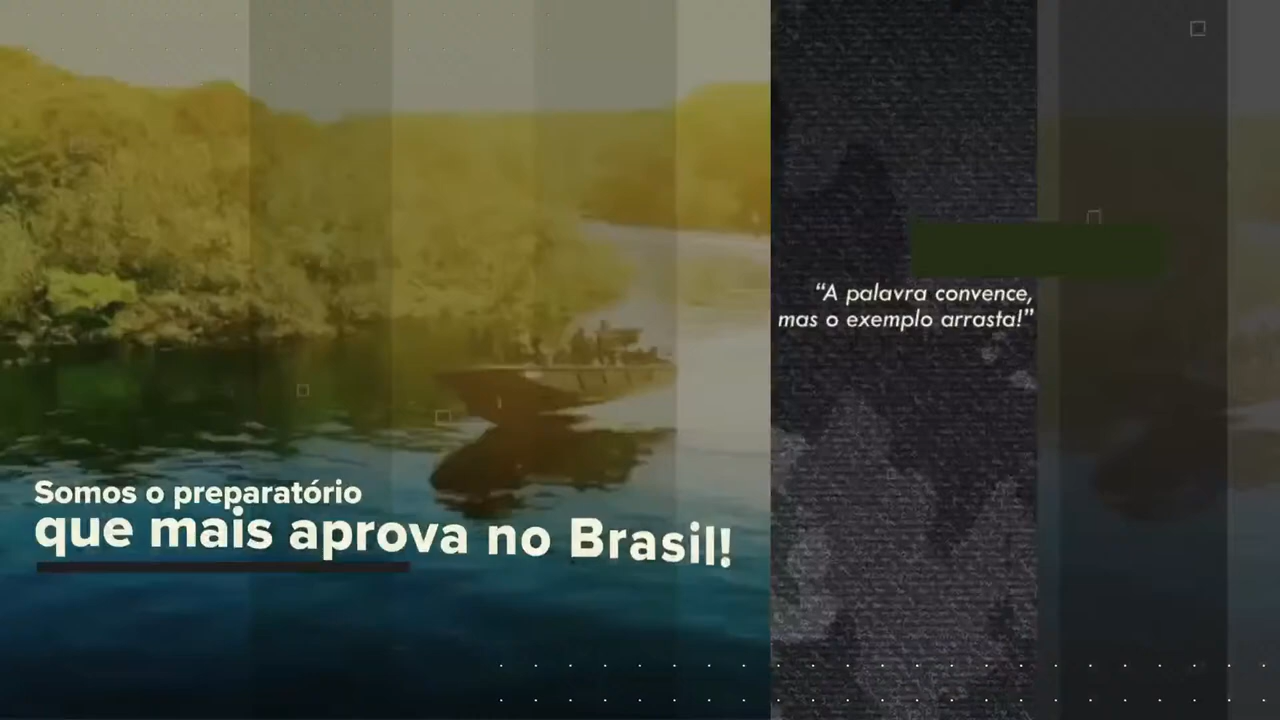 Somos o preparatório
que mais aprova no Brasil!
“A palavra convence,
mas o exemplo arrasta!”